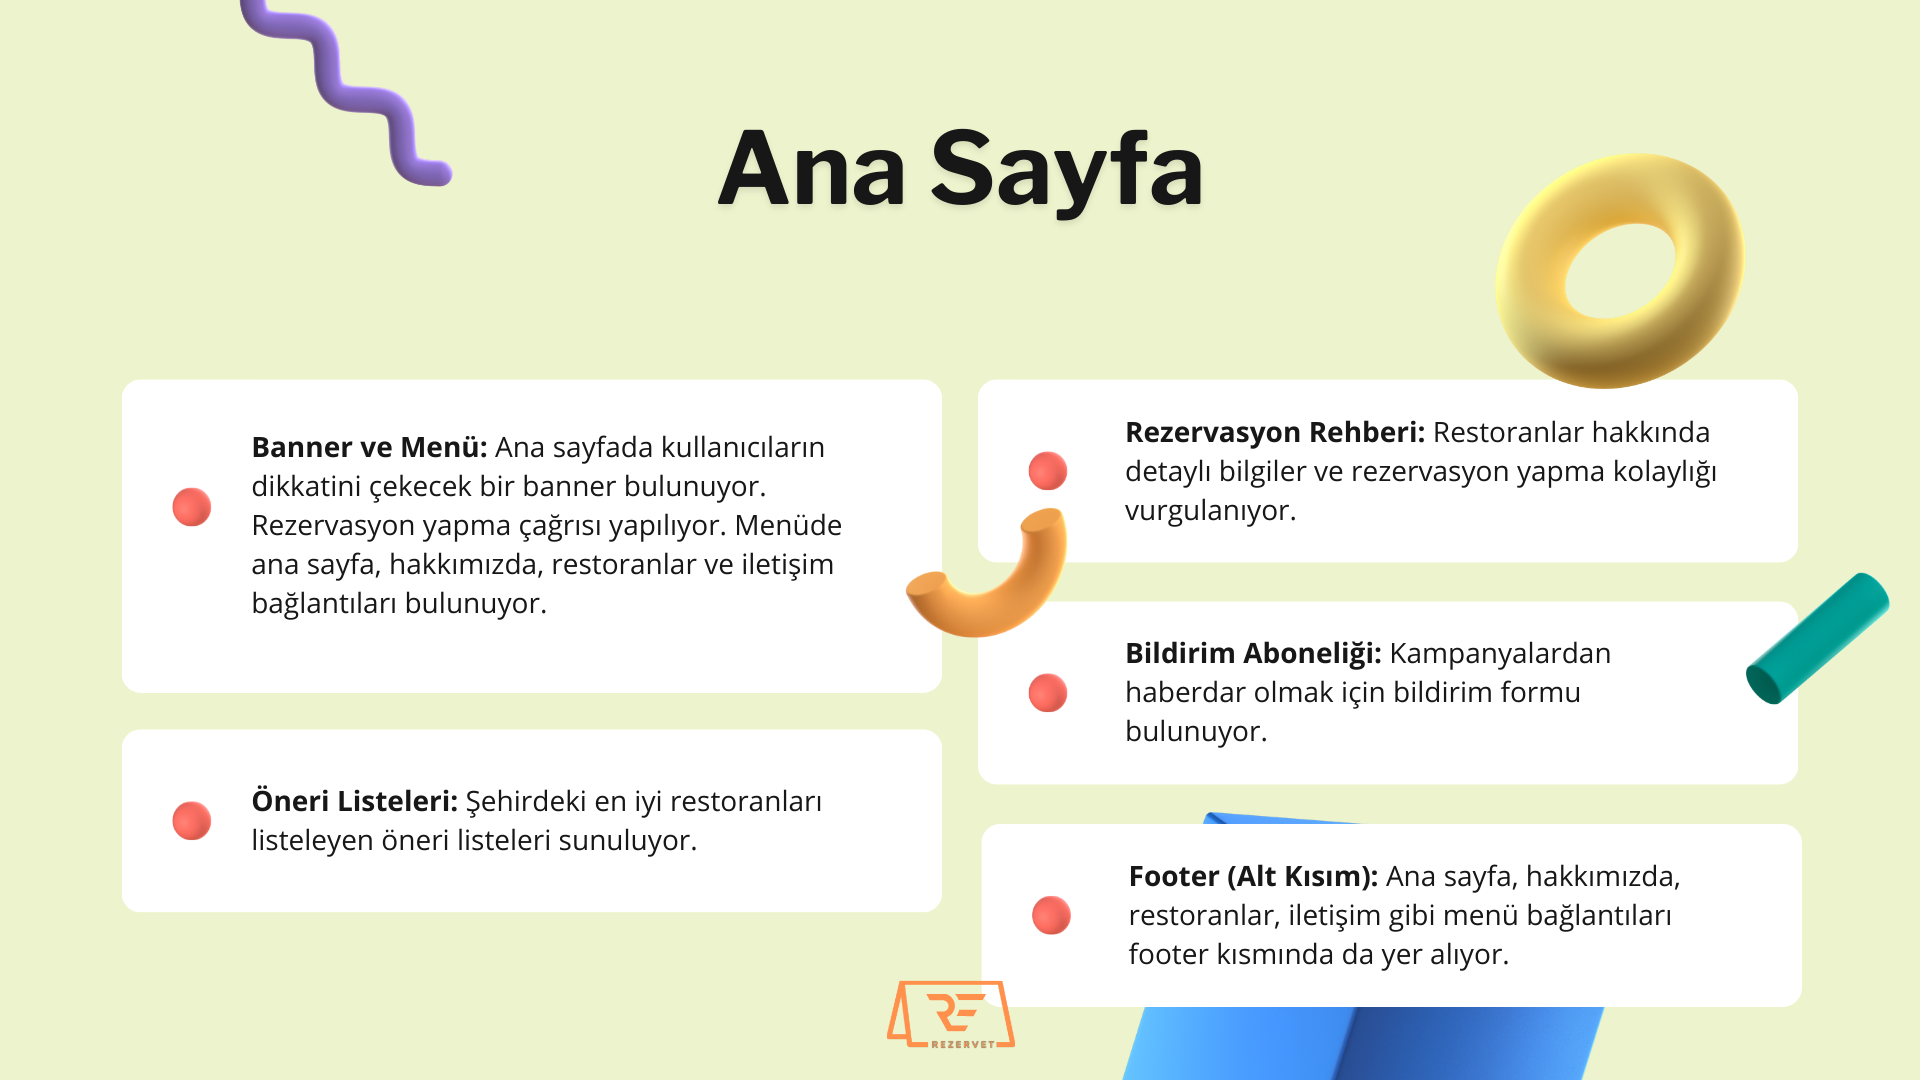 Ana Sayfa
Banner ve Menü: Ana sayfada kullanıcıların
dikkatini çekecek bir banner bulunuyor.
Rezervasyon yapma çağrısı yapılıyor. Menüde
ana sayfa, hakkımızda, restoranlar ve iletişim
bağlantıları bulunuyor.
Öneri Listeleri: Şehirdeki en iyi restoranları
listeleyen öneri listeleri sunuluyor.
Rezervasyon Rehberi: Restoranlar hakkında
detaylı bilgiler ve rezervasyon yapma kolaylığı
vurgulanıyor.
Bildirim Aboneliği: Kampanyalardan
haberdar olmak için bildirim formu
bulunuyor.
Footer (Alt Kısım): Ana sayfa, hakkımızda,
restoranlar, iletişim gibi menü bağlantıları
footer kısmında da yer alıyor.
RE
REZERVET